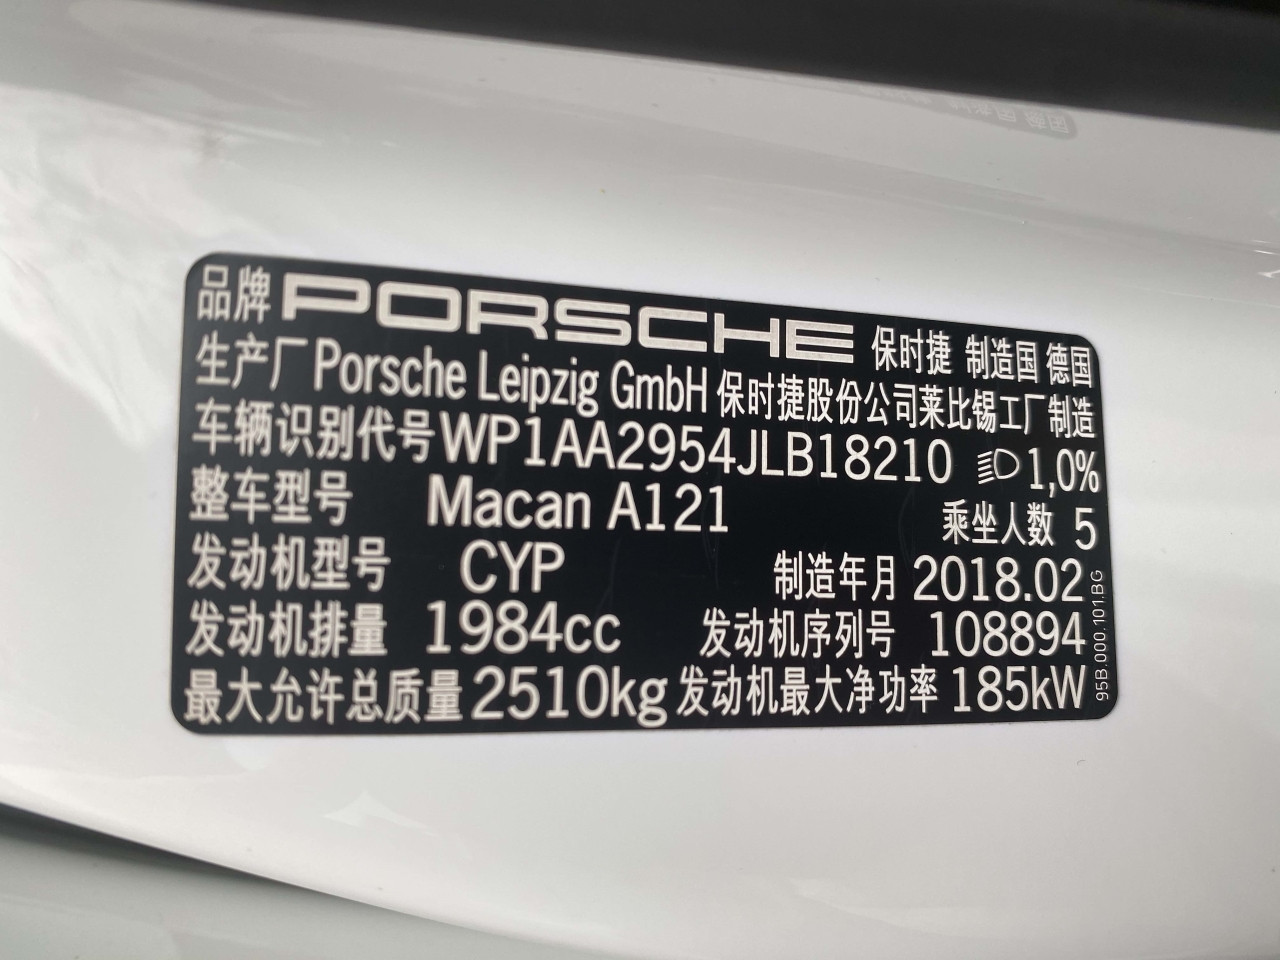 品牌 PORSCHE 保时捷 制造国 德国
生产厂 Porsche Leipzig GmbH 保时捷股份公司莱比锡工厂制造
车辆识别代号 WP1AA2954JLB18210 1,0%
整车型号 Macan A121 乘坐人数 5
发动机型号 CYP 制造年月 2018.02
发动机排量 1984cc 发动机序列号 108894
最大允许总质量 2510kg 发动机最大净功率 185kW
95B.000.101.BG